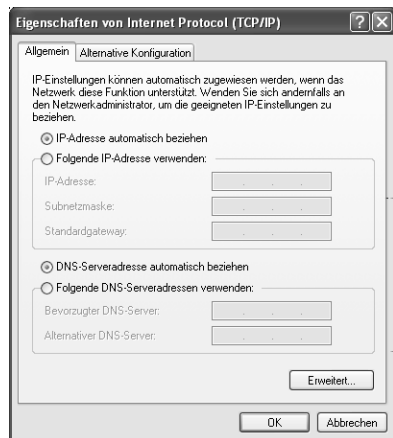 Eigenschaften von Internet Protocol (TCP/IP)
Allgemein
Alternative Konfiguration
IP-Einstellungen können automatisch zugewiesen werden, wenn das
Netzwerk diese Funktion unterstützt. Wenden Sie sich andernfalls an
den Netzwerkadministrator, um die geeigneten IP-Einstellungen zu
beziehen.
IP-Adresse automatisch beziehen
Folgende IP-Adresse verwenden:
IP-Adresse:
Subnetzmaske:
Standardgateway:
DNS-Serveradresse automatisch beziehen
Folgende DNS-Serveradressen verwenden:
Bevorzugter DNS-Server:
Alternativer DNS-Server:
Erweitert...
OK
Abbrechen